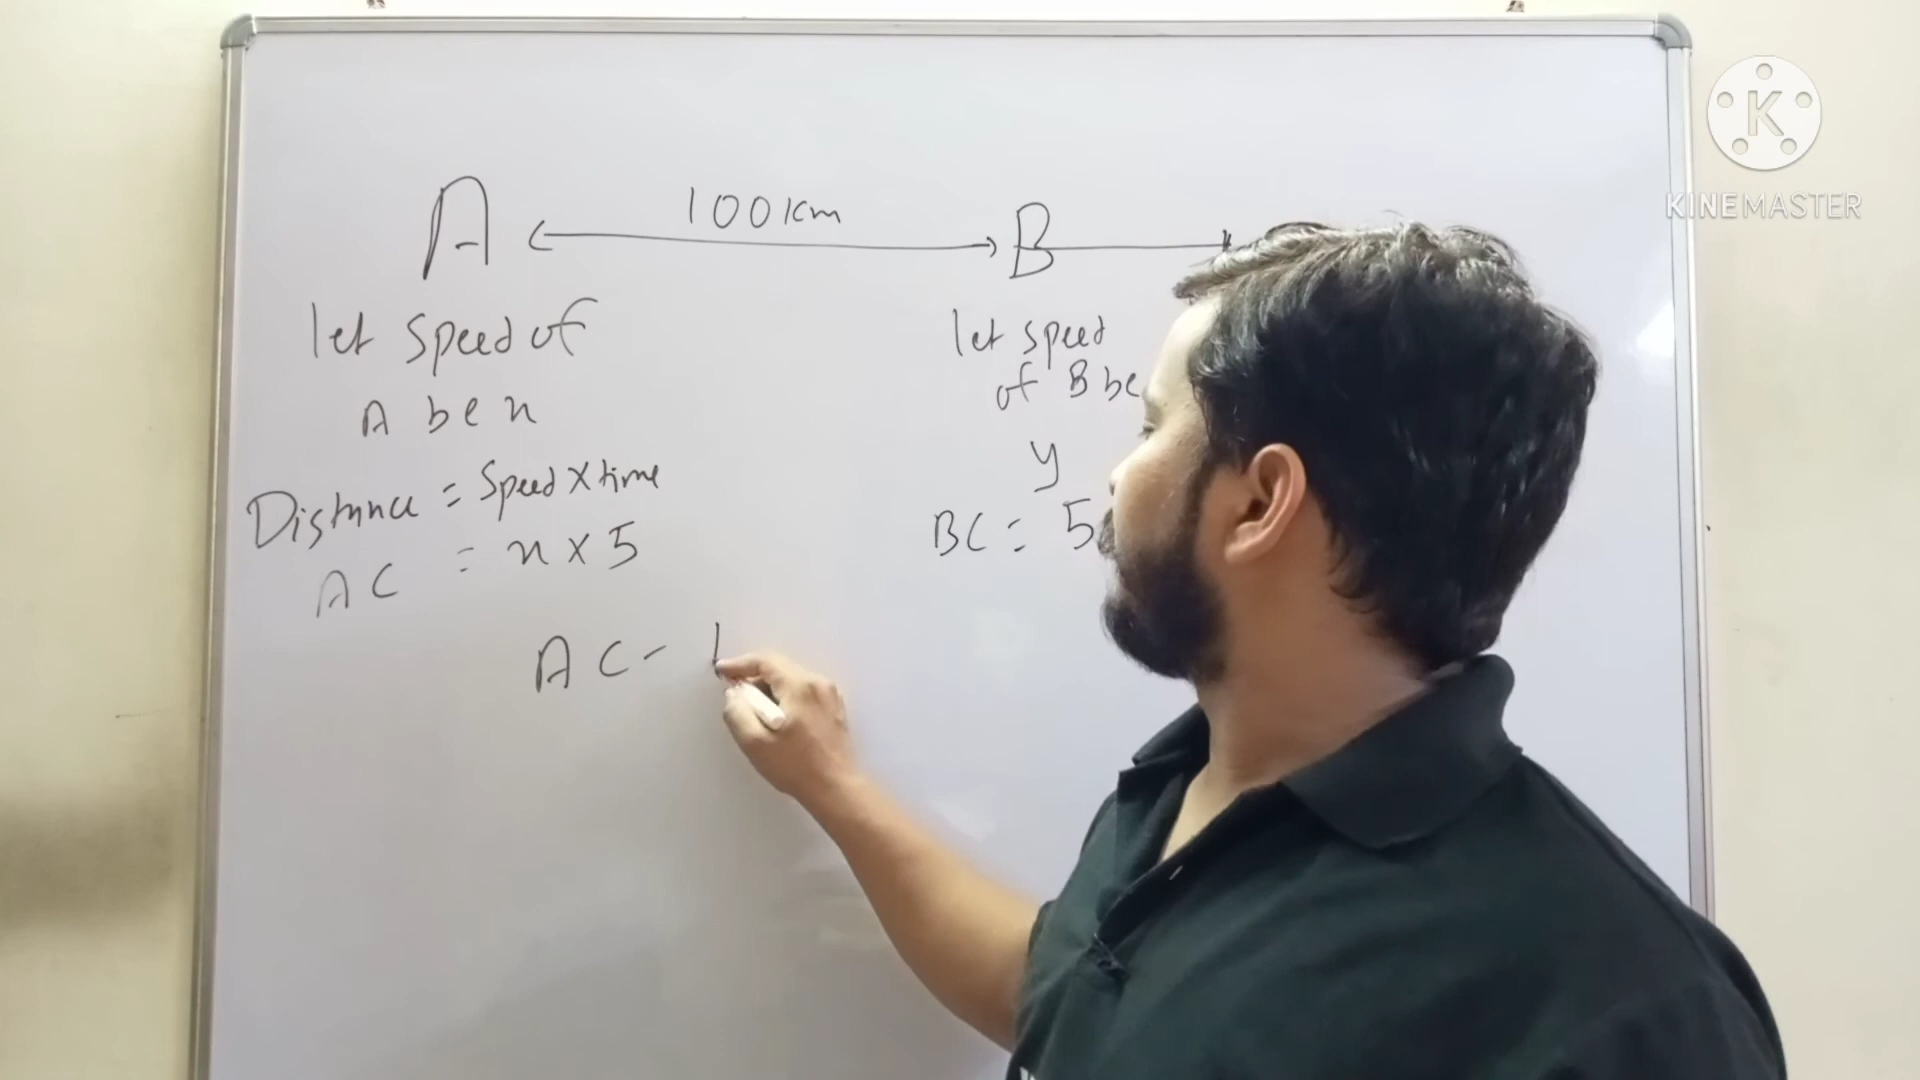 A 100km B
let speed of
A be x
Distance = Speed x time
AC = x x 5
let speed
of B be
y
BC = 5
AC -
K
KINEMASTER